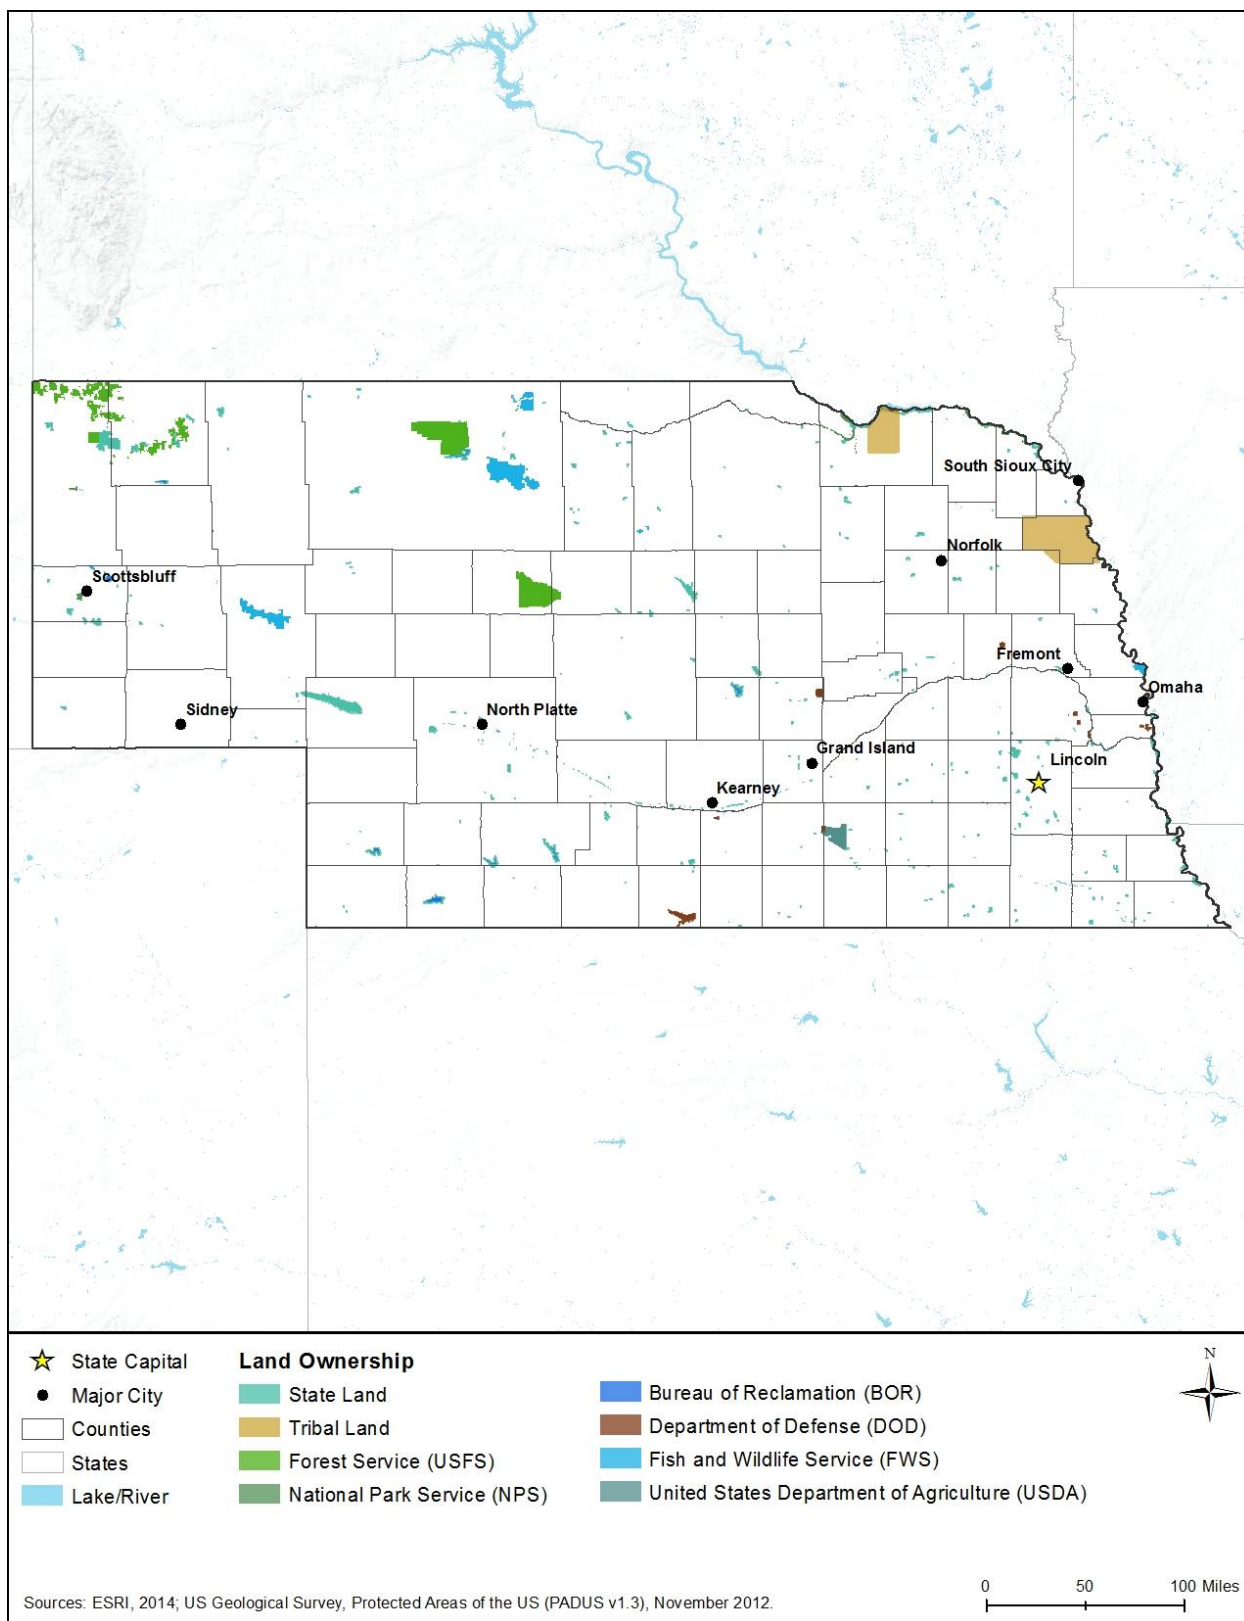 South Sioux City
Norfolk
Scottsbluff
Fremont
Omaha
Sidney
North Platte
Grand Island
Lincoln
Kearney
State Capital
Major City
Counties
States
Lake/River
Land Ownership
State Land
Tribal Land
Forest Service (USFS)
National Park Service (NPS)
Bureau of Reclamation (BOR)
Department of Defense (DOD)
Fish and Wildlife Service (FWS)
United States Department of Agriculture (USDA)
N
0 50 100 Miles
Sources: ESRI, 2014; US Geological Survey, Protected Areas of the US (PADUS v1.3), November 2012.